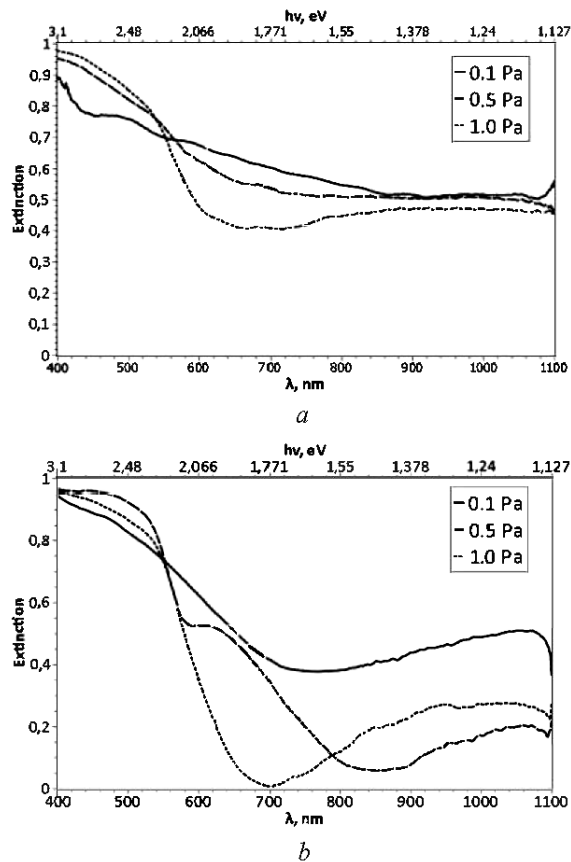 hv, eV
3,1 2,48 2,066 1,771 1,55 1,378 1,24 1,127
1
0,9
0,8
0,7
0,6
0,5
0,4
0,3
0,2
0,1
0
Extinction
0.1 Pa
0.5 Pa
1.0 Pa
400 500 600 700 800 900 1000 1100
λ, nm
a
hv, eV
3,1 2,48 2,066 1,771 1,55 1,378 1,24 1,127
1
0,8
0,6
0,4
0,2
0
Extinction
0.1 Pa
0.5 Pa
1.0 Pa
400 500 600 700 800 900 1000 1100
λ, nm
b